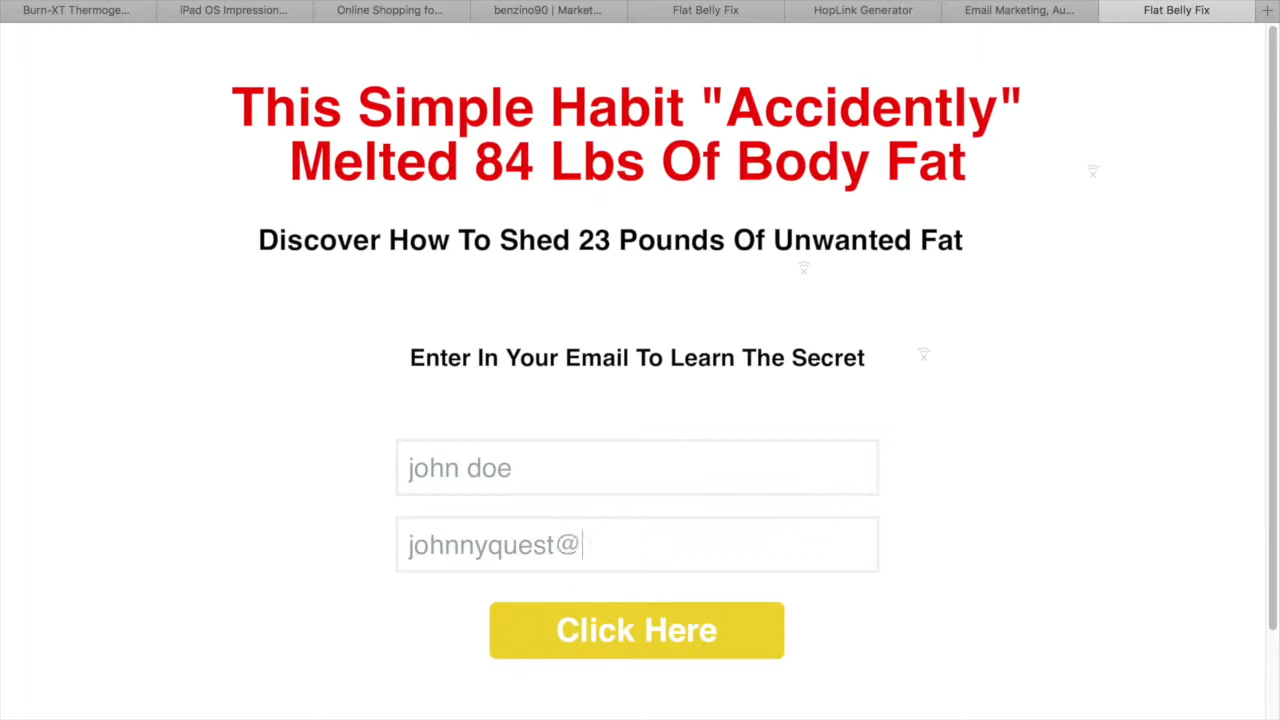 Burn-XT Thermoge...
iPad OS Impression...
Online Shopping fo...
benzino90 | Market...
Flat Belly Fix
HopLink Generator
Email Marketing, Au...
Flat Belly Fix
This Simple Habit "Accidently"
Melted 84 Lbs Of Body Fat
Discover How To Shed 23 Pounds Of Unwanted Fat
Enter In Your Email To Learn The Secret
john doe
johnnyquest@
Click Here